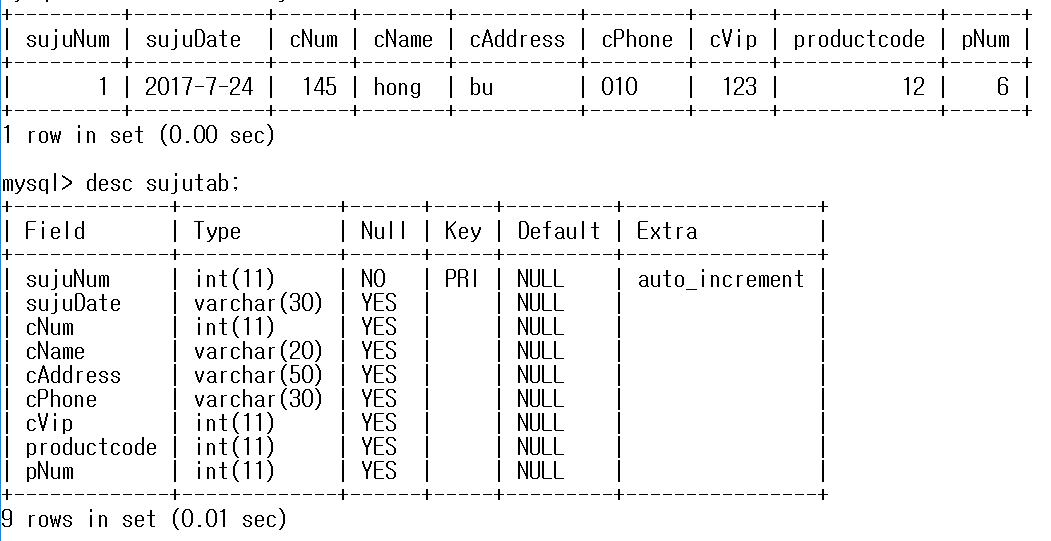 +---------+-----------+------+-------+----------+--------+------+-------------+------+
| sujuNum | sujuDate  | cNum | cName | cAddress | cPhone | cVip | productcode | pNum |
+---------+-----------+------+-------+----------+--------+------+-------------+------+
|       1 | 2017-7-24 |  145 | hong  | bu       | 010    |  123 |          12 |    6 |
+---------+-----------+------+-------+----------+--------+------+-------------+------+
1 row in set (0.00 sec)
mysql> desc sujutab;
+-------------+-------------+------+-----+---------+----------------+
| Field       | Type        | Null | Key | Default | Extra          |
+-------------+-------------+------+-----+---------+----------------+
| sujuNum     | int(11)     | NO   | PRI | NULL    | auto_increment |
| sujuDate    | varchar(30) | YES  |     | NULL    |                |
| cNum        | int(11)     | YES  |     | NULL    |                |
| cName       | varchar(20) | YES  |     | NULL    |                |
| cAddress    | varchar(50) | YES  |     | NULL    |                |
| cPhone      | varchar(30) | YES  |     | NULL    |                |
| cVip        | int(11)     | YES  |     | NULL    |                |
| productcode | int(11)     | YES  |     | NULL    |                |
| pNum        | int(11)     | YES  |     | NULL    |                |
+-------------+-------------+------+-----+---------+----------------+
9 rows in set (0.01 sec)